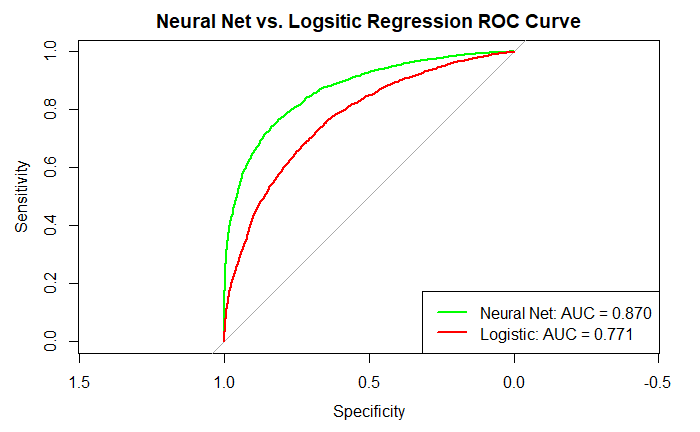 Neural Net vs. Logsitic Regression ROC Curve
Sensitivity
1.0
0.8
0.6
0.4
0.2
0.0
Neural Net: AUC = 0.870
Logistic: AUC = 0.771
1.5 1.0 0.5 0.0 -0.5
Specificity